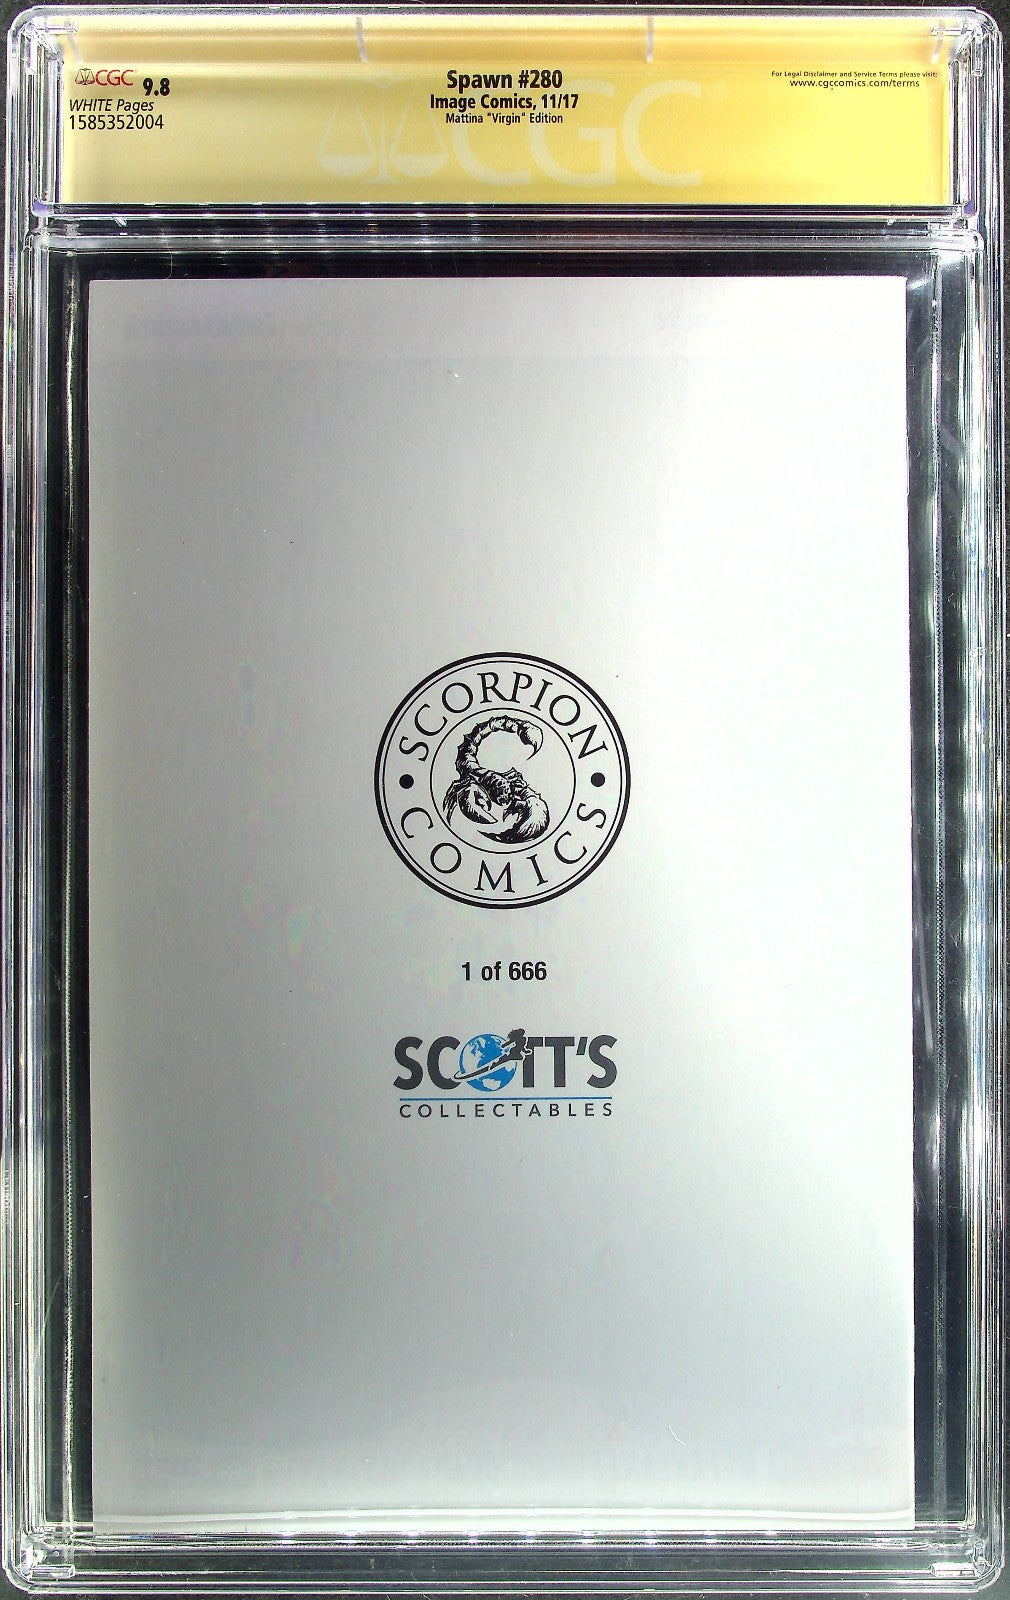 CGC 9.8
WHITE Pages
1585352004
Spawn #280
Image Comics, 11/17
Mattina "Virgin" Edition
For Legal Disclaimer and Service Terms please visit:
www.cgccomics.com/terms
CGC
SCORPION
COMICS
1 of 666
SCOTT'S
COLLECTABLES